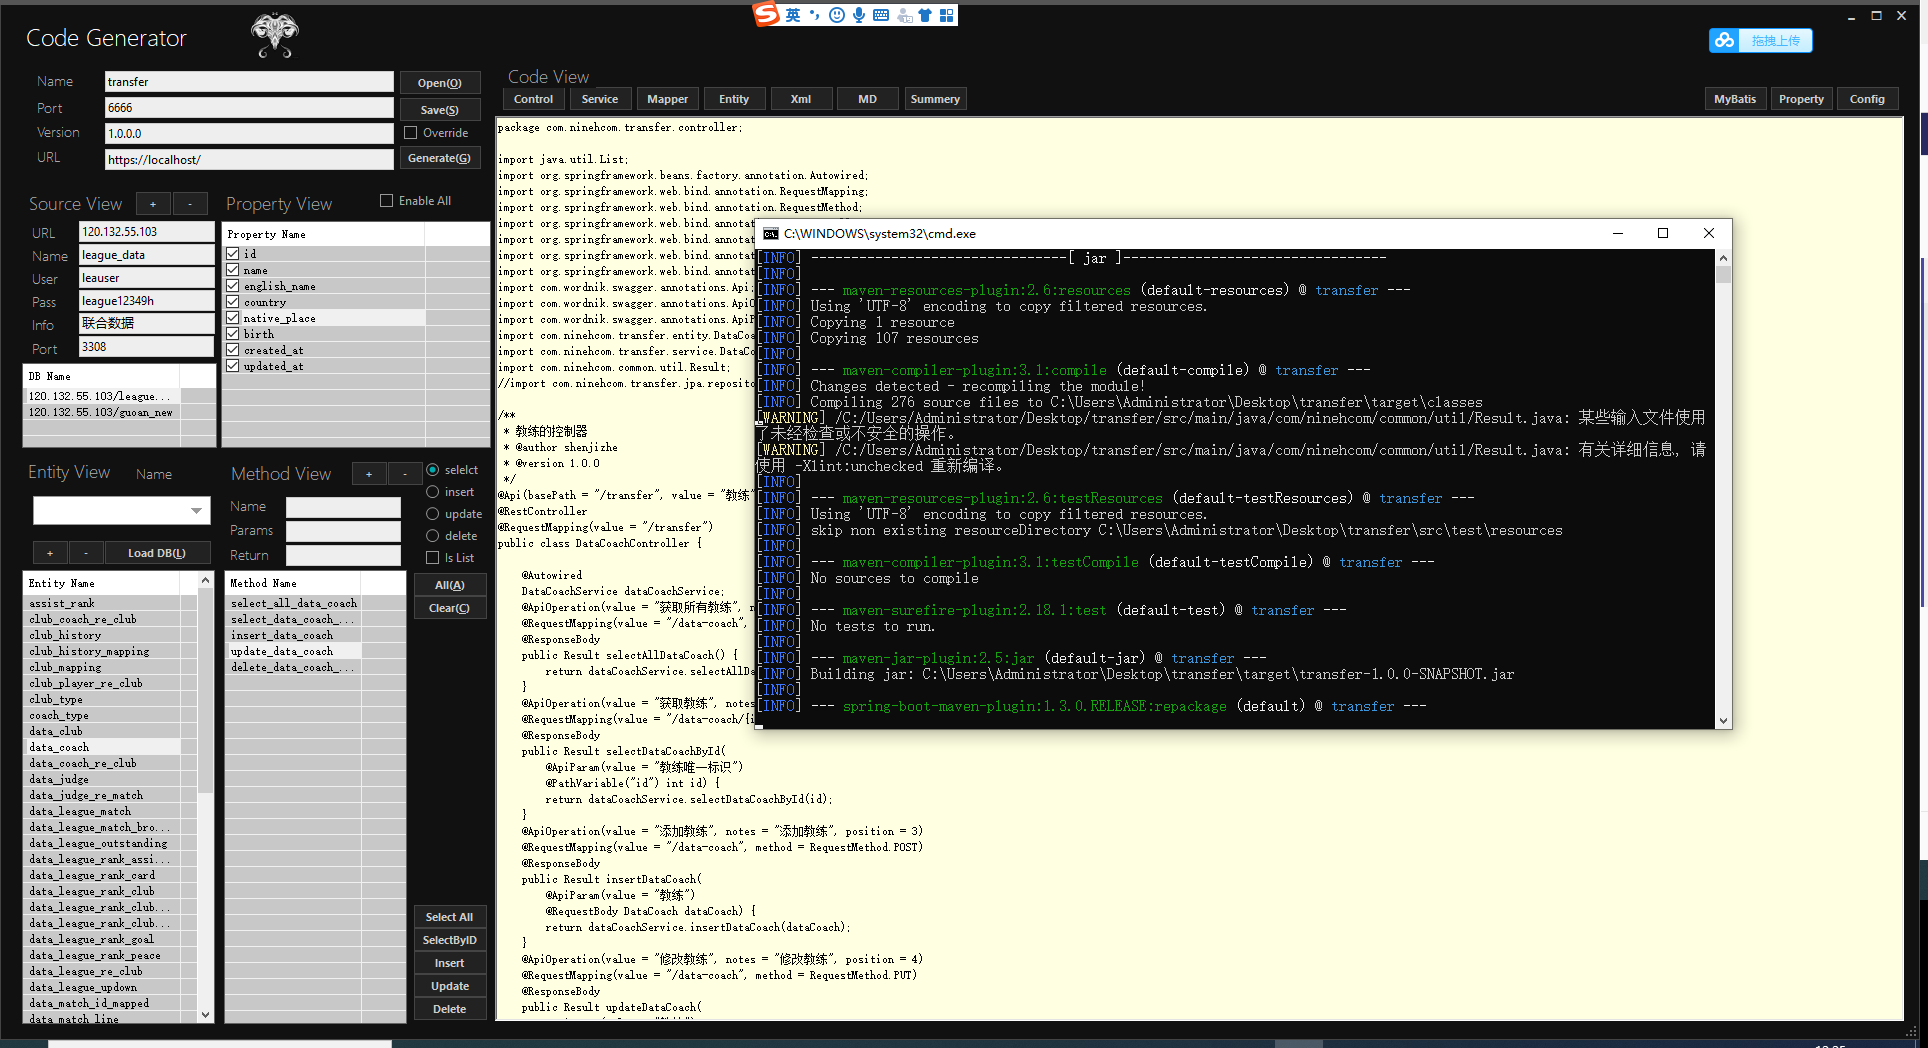 Code Generator
英
拖拽上传
Name
transfer
Open(O)
Port
6666
Save(S)
Version
1.0.0.0
Override
URL
https://localhost/
Generate(G)
Source View
+
-
URL
120.132.55.103
Name
league_data
User
leauser
Pass
league12349h
Info
联合数据
Port
3308
DB Name
120.132.55.103/league...
120.132.55.103/guoan_new
Property View
Enable All
Property Name
id
name
english_name
country
native_place
birth
created_at
updated_at
Entity View
Name
+
-
Load DB(L)
Entity Name
assist_rank
club_coach_re_club
club_history
club_history_mapping
club_mapping
club_player_re_club
club_type
coach_type
data_club
data_coach
data_coach_re_club
data_judge
data_judge_re_match
data_league_match
data_league_match_bro...
data_league_outstanding
data_league_rank_assi...
data_league_rank_card
data_league_rank_club
data_league_rank_club...
data_league_rank_club...
data_league_rank_goal
data_league_rank_peace
data_league_re_club
data_league_updown
data_match_id_mapped
data_match_line
Method View
+
-
Name
Params
Return
selelct
insert
update
delete
Is List
All(A)
Clear(C)
Method Name
select_all_data_coach
select_data_coach_...
insert_data_coach
update_data_coach
delete_data_coach_...
Select All
SelectByID
Insert
Update
Delete
Code View
Control
Service
Mapper
Entity
Xml
MD
Summery
MyBatis
Property
Config
package com.ninehcom.transfer.controller;
import java.util.List;
import org.springframework.beans.factory.annotation.Autowired;
import org.springframework.web.bind.annotation.RequestMapping;
import org.springframework.web.bind.annotation.RequestMethod;
import org.springframework.web.bind.annotat
import org.springframework.web.bind.annotat
import org.springframework.web.bind.annotat
import org.springframework.web.bind.annotat
import com.wordnik.swagger.annotations.Api;
import com.wordnik.swagger.annotations.ApiO
import com.wordnik.swagger.annotations.ApiP
import com.ninehcom.transfer.entity.DataCoa
import com.ninehcom.transfer.service.DataCo
import com.ninehcom.common.util.Result;
//import com.ninehcom.transfer.jpa.reposito
/**
* 教练的控制器
* @author shenjizhe
* @version 1.0.0
*/
@Api(basePath = "/transfer", value = "教练"
@RestController
@RequestMapping(value = "/transfer")
public class DataCoachController {
@Autowired
DataCoachService dataCoachService;
@ApiOperation(value = "获取所有教练", n
@RequestMapping(value = "/data-coach",
@ResponseBody
public Result selectAllDataCoach() {
return dataCoachService.selectAllDa
}
@ApiOperation(value = "获取教练", notes
@RequestMapping(value = "/data-coach/{i
@ResponseBody
public Result selectDataCoachById(
@ApiParam(value = "教练唯一标识")
@PathVariable("id") int id) {
return dataCoachService.selectDataCoachById(id);
}
@ApiOperation(value = "添加教练", notes = "添加教练", position = 3)
@RequestMapping(value = "/data-coach", method = RequestMethod.POST)
@ResponseBody
public Result insertDataCoach(
@ApiParam(value = "教练")
@RequestBody DataCoach dataCoach) {
return dataCoachService.insertDataCoach(dataCoach);
}
@ApiOperation(value = "修改教练", notes = "修改教练", position = 4)
@RequestMapping(value = "/data-coach", method = RequestMethod.PUT)
@ResponseBody
public Result updateDataCoach(
C:\WINDOWS\system32\cmd.exe
[INFO] --------------------------------[ jar ]---------------------------------
[INFO]
[INFO] --- maven-resources-plugin:2.6:resources (default-resources) @ transfer ---
[INFO] Using 'UTF-8' encoding to copy filtered resources.
[INFO] Copying 1 resource
[INFO] Copying 107 resources
[INFO]
[INFO] --- maven-compiler-plugin:3.1:compile (default-compile) @ transfer ---
[INFO] Changes detected - recompiling the module!
[INFO] Compiling 276 source files to C:\Users\Administrator\Desktop\transfer\target\classes
[WARNING] /C:/Users/Administrator/Desktop/transfer/src/main/java/com/ninehcom/common/util/Result.java: 某些输入文件使用
了未经检查或不安全的操作。
[WARNING] /C:/Users/Administrator/Desktop/transfer/src/main/java/com/ninehcom/common/util/Result.java: 有关详细信息, 请
使用 -Xlint:unchecked 重新编译。
[INFO]
[INFO] --- maven-resources-plugin:2.6:testResources (default-testResources) @ transfer ---
[INFO] Using 'UTF-8' encoding to copy filtered resources.
[INFO] skip non existing resourceDirectory C:\Users\Administrator\Desktop\transfer\src\test\resources
[INFO]
[INFO] --- maven-compiler-plugin:3.1:testCompile (default-testCompile) @ transfer ---
[INFO] No sources to compile
[INFO]
[INFO] --- maven-surefire-plugin:2.18.1:test (default-test) @ transfer ---
[INFO] No tests to run.
[INFO]
[INFO] --- maven-jar-plugin:2.5:jar (default-jar) @ transfer ---
[INFO] Building jar: C:\Users\Administrator\Desktop\transfer\target\transfer-1.0.0-SNAPSHOT.jar
[INFO]
[INFO] --- spring-boot-maven-plugin:1.3.0.RELEASE:repackage (default) @ transfer ---